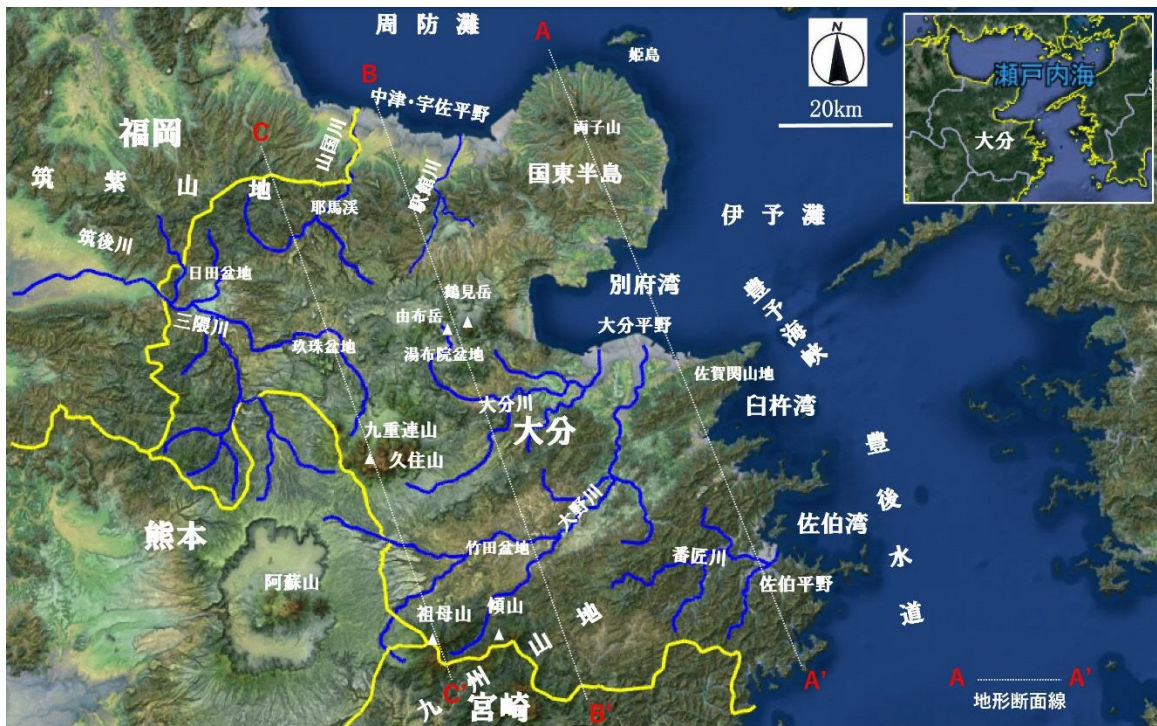 周防灘
A
N
姫島
瀬戸内海
B
中津・宇佐平野
20km
C
福岡
山国川
両子山
大分
駅館川
国東半島
筑紫山地
耶馬渓
伊予灘
筑後川
日田盆地
鶴見岳
別府湾
豊予海峡
由布岳
大分平野
三隈川
玖珠盆地
湯布院盆地
佐賀関山地
大分川
臼杵湾
九重連山
大分
久住山
豊後水道
熊本
大野川
佐伯湾
竹田盆地
番匠川
阿蘇山
佐伯平野
祖母山
傾山
九州山地
C'
宮崎
B'
A'
A
A'
地形断面線